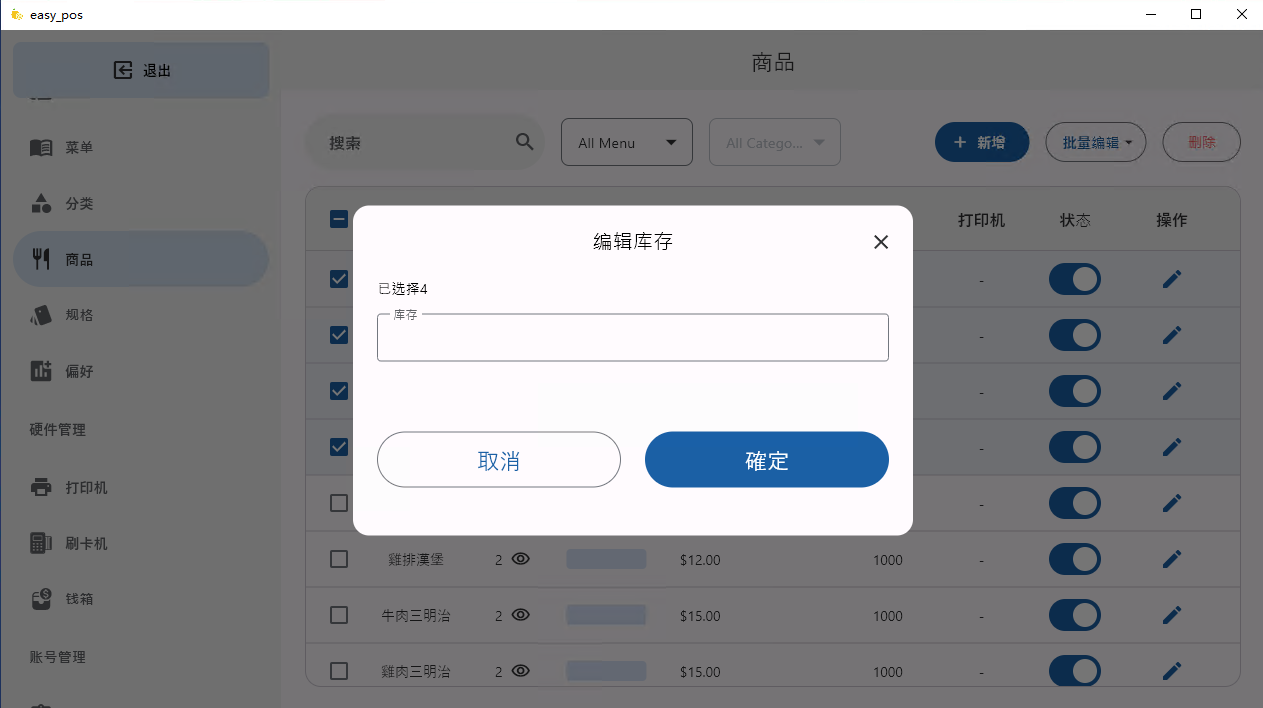 easy_pos
退出
商品
菜单
分类
商品
规格
偏好
硬件管理
打印机
刷卡机
钱箱
账号管理
搜索
All Menu
All Catego...
新增
批量编辑
删除
打印机 状态 操作
编辑库存
已选择4
库存
取消
確定
-
-
-
-
-
雞排漢堡 2 $12.00 1000 -
牛肉三明治 2 $15.00 1000 -
雞肉三明治 2 $15.00 1000 -